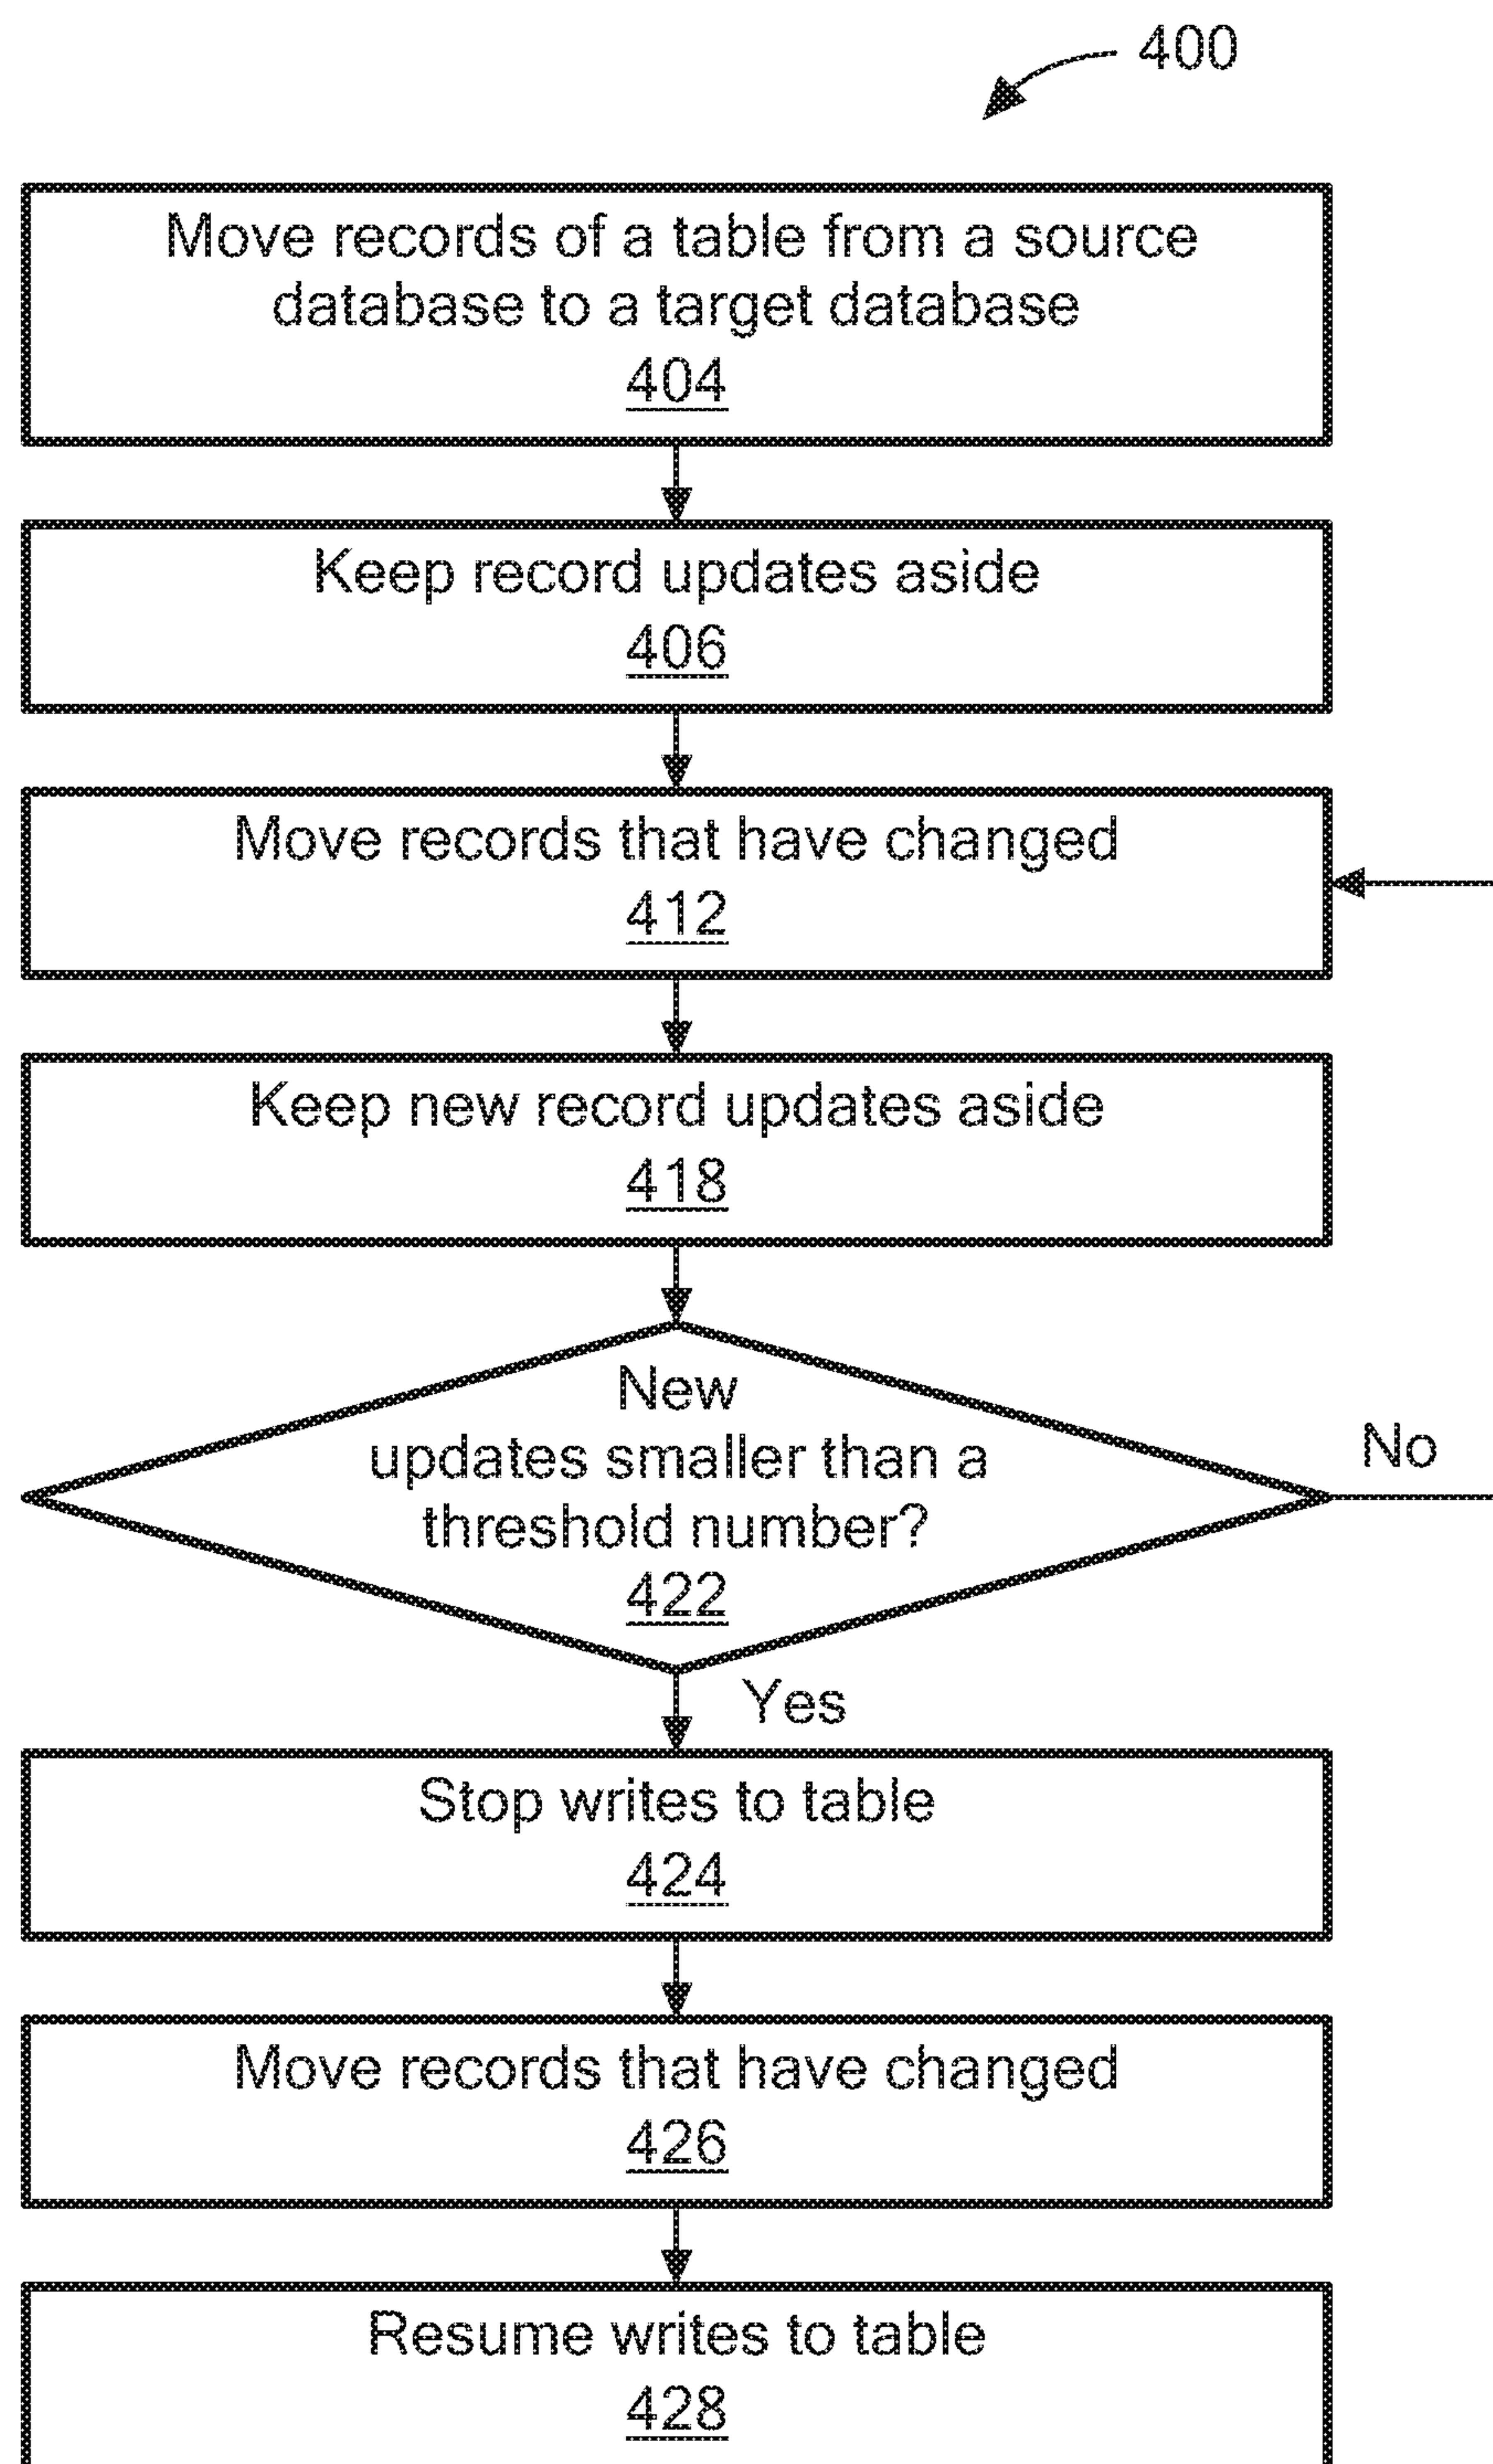 400
Move records of a table from a source
database to a target database
404
Keep record updates aside
406
Move records that have changed
412
Keep new record updates aside
418
New
updates smaller than a
threshold number?
422
No
Yes
Stop writes to table
424
Move records that have changed
426
Resume writes to table
428